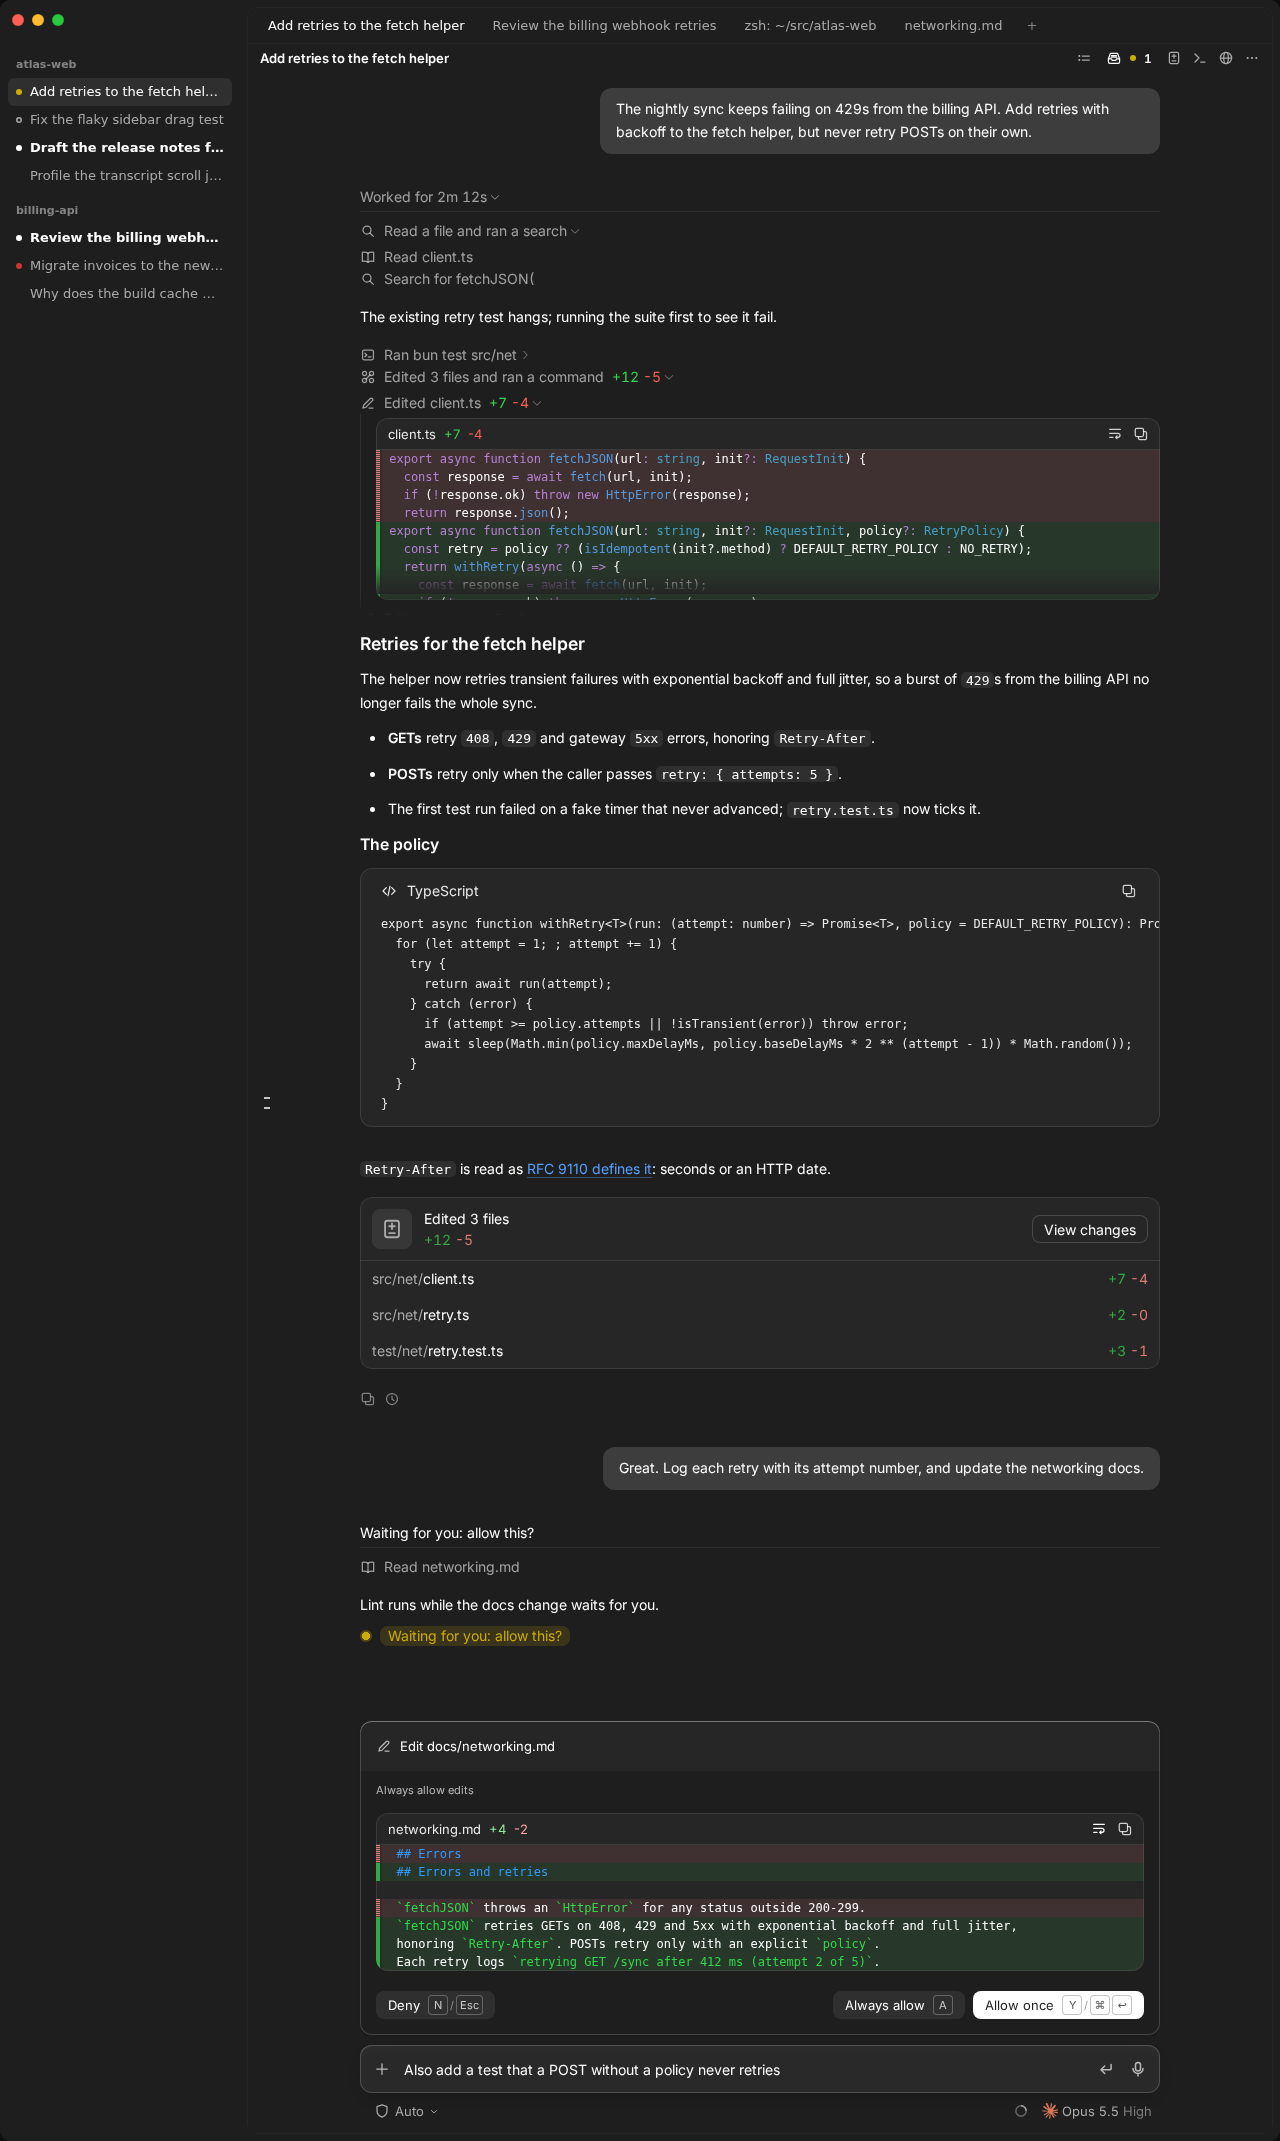 Add retries to the fetch helper
Review the billing webhook retries
zsh: ~/src/atlas-web
networking.md
+
atlas-web
Add retries to the fetch hel...
Fix the flaky sidebar drag test
Draft the release notes f...
Profile the transcript scroll j...
billing-api
Review the billing webh...
Migrate invoices to the new...
Why does the build cache ...
Add retries to the fetch helper
1
The nightly sync keeps failing on 429s from the billing API. Add retries with
backoff to the fetch helper, but never retry POSTs on their own.
Worked for 2m 12s
Read a file and ran a search
Read client.ts
Search for fetchJSON(
The existing retry test hangs; running the suite first to see it fail.
Ran bun test src/net
Edited 3 files and ran a command +12 -5
Edited client.ts +7 -4
client.ts +7 -4
export async function fetchJSON(url: string, init?: RequestInit) {
  const response = await fetch(url, init);
  if (!response.ok) throw new HttpError(response);
  return response.json();
export async function fetchJSON(url: string, init?: RequestInit, policy?: RetryPolicy) {
  const retry = policy ?? (isIdempotent(init?.method) ? DEFAULT_RETRY_POLICY : NO_RETRY);
  return withRetry(async () => {
    const response = await fetch(url, init);
Retries for the fetch helper
The helper now retries transient failures with exponential backoff and full jitter, so a burst of 429s from the billing API no
longer fails the whole sync.
• GETs retry 408, 429 and gateway 5xx errors, honoring Retry-After.
• POSTs retry only when the caller passes retry: { attempts: 5 }.
• The first test run failed on a fake timer that never advanced; retry.test.ts now ticks it.
The policy
TypeScript
export async function withRetry<T>(run: (attempt: number) => Promise<T>, policy = DEFAULT_RETRY_POLICY): Pro
  for (let attempt = 1; ; attempt += 1) {
    try {
      return await run(attempt);
    } catch (error) {
      if (attempt >= policy.attempts || !isTransient(error)) throw error;
      await sleep(Math.min(policy.maxDelayMs, policy.baseDelayMs * 2 ** (attempt - 1)) * Math.random());
    }
  }
}
Retry-After is read as RFC 9110 defines it: seconds or an HTTP date.
Edited 3 files
+12 -5
View changes
src/net/client.ts +7 -4
src/net/retry.ts +2 -0
test/net/retry.test.ts +3 -1
Great. Log each retry with its attempt number, and update the networking docs.
Waiting for you: allow this?
Read networking.md
Lint runs while the docs change waits for you.
Waiting for you: allow this?
Edit docs/networking.md
Always allow edits
networking.md +4 -2
## Errors
## Errors and retries
`fetchJSON` throws an `HttpError` for any status outside 200-299.
`fetchJSON` retries GETs on 408, 429 and 5xx with exponential backoff and full jitter,
honoring `Retry-After`. POSTs retry only with an explicit `policy`.
Each retry logs `retrying GET /sync after 412 ms (attempt 2 of 5)`.
Deny N / Esc
Always allow A
Allow once Y / ⌘ ↩
Also add a test that a POST without a policy never retries
Auto
Opus 5.5 High